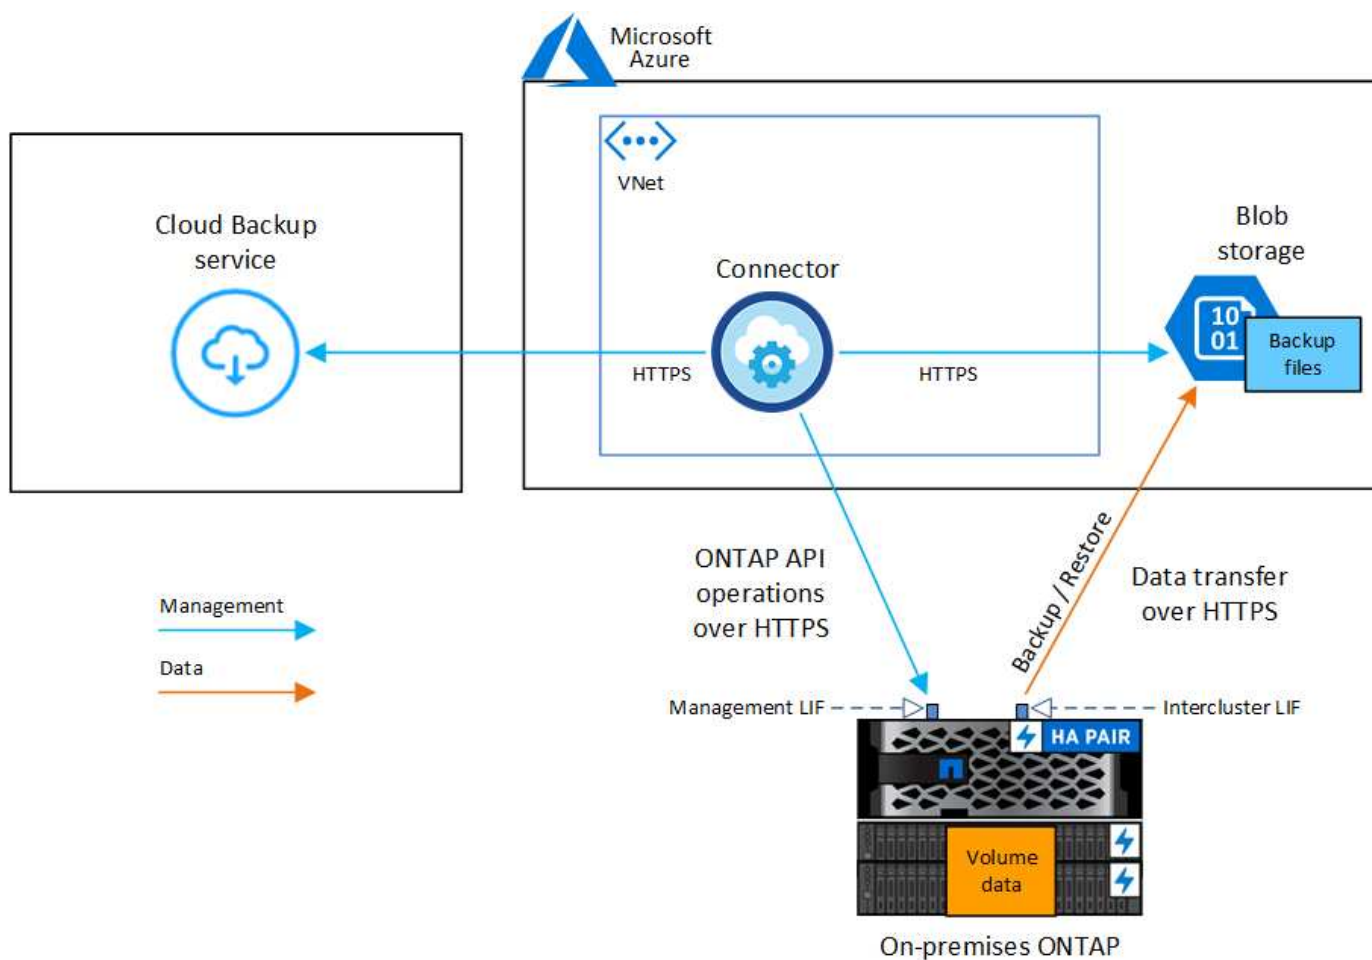 Microsoft
Azure
VNet
Cloud Backup
service
Connector
Blob
storage
10
01
Backup
files
HTTPS
HTTPS
ONTAP API
operations
over HTTPS
Backup / Restore
Data transfer
over HTTPS
Management
Data
Management LIF
Intercluster LIF
HA PAIR
Volume
data
On-premises ONTAP